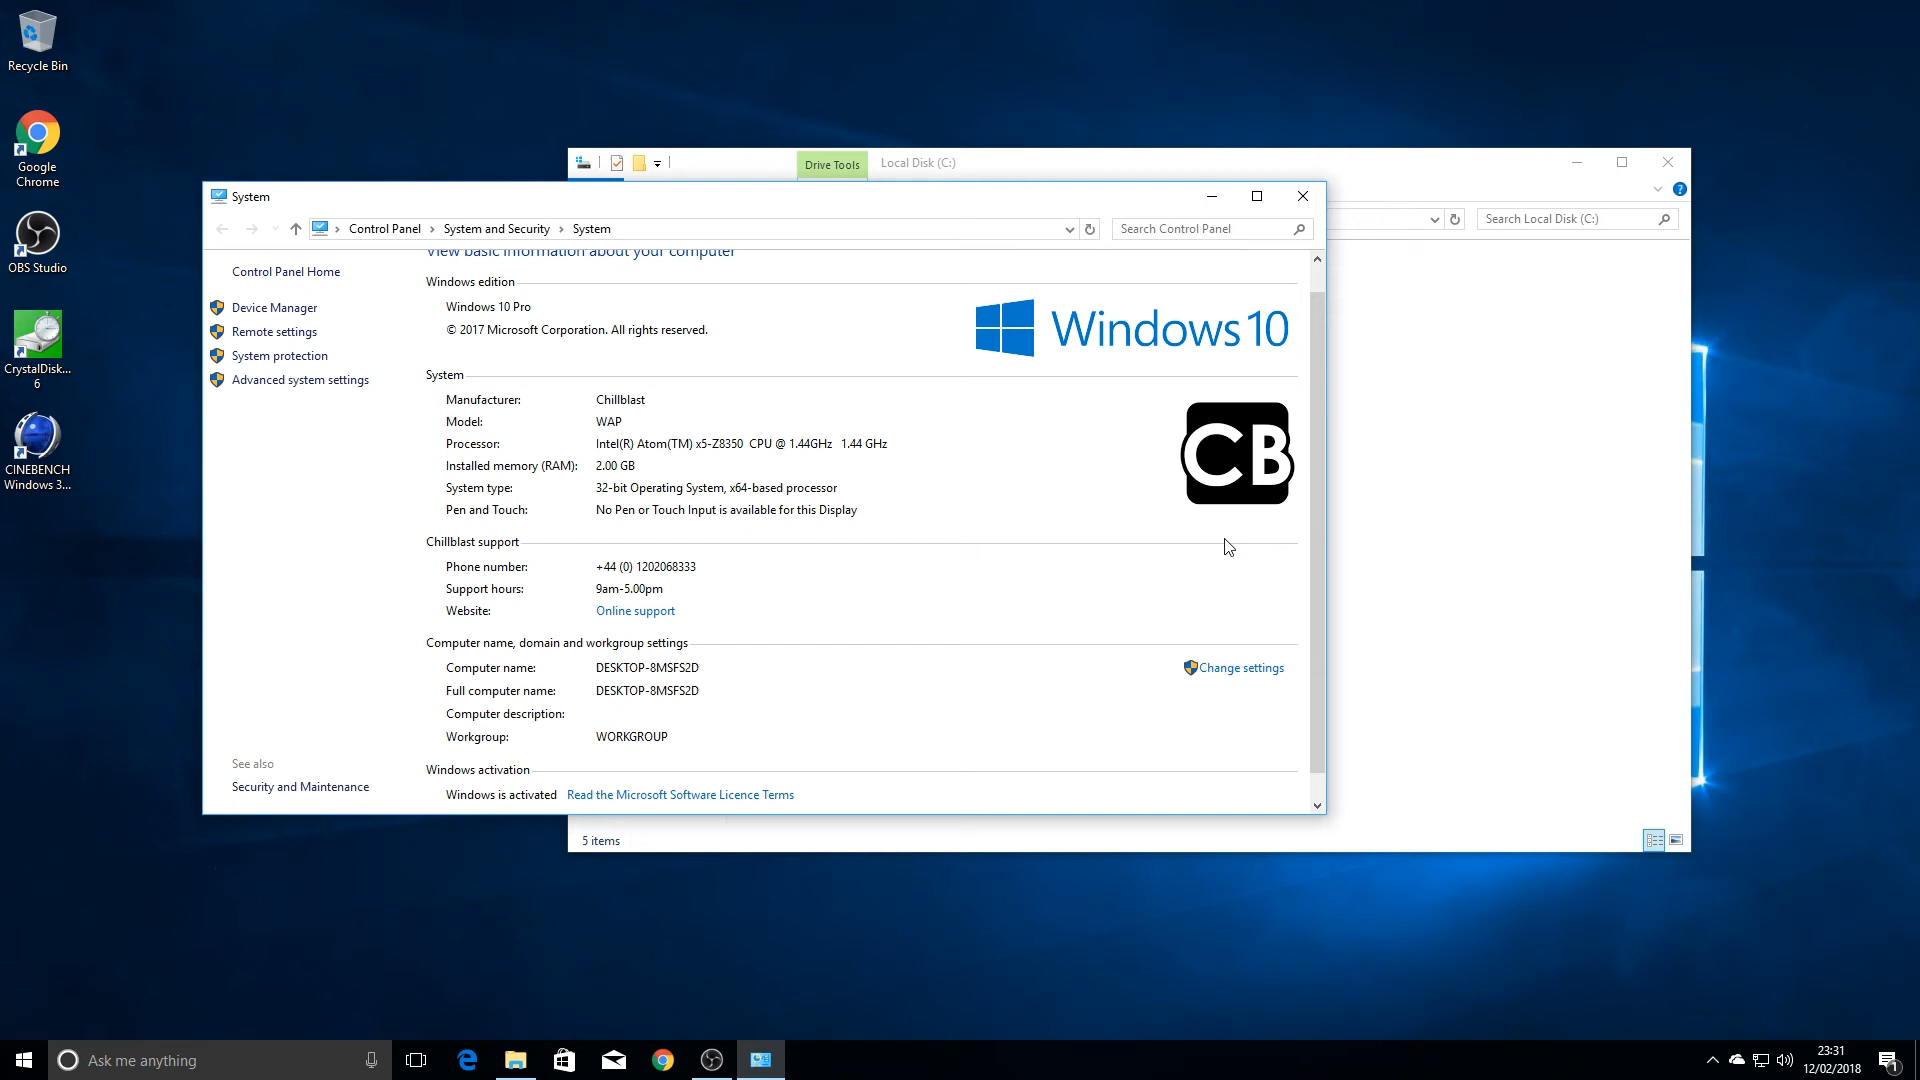 Recycle Bin
Google
Chrome
OBS Studio
CrystalDisk...
6
CINEBENCH
Windows 3...
Drive Tools
Local Disk (C:)
Search Local Disk (C:)
System
Control Panel
System and Security
System
Search Control Panel
Control Panel Home
Device Manager
Remote settings
System protection
Advanced system settings
See also
Security and Maintenance
View basic information about your computer
Windows edition
Windows 10 Pro
© 2017 Microsoft Corporation. All rights reserved.
Windows 10
System
Manufacturer: Chillblast
Model: WAP
Processor: Intel(R) Atom(TM) x5-Z8350 CPU @ 1.44GHz 1.44 GHz
Installed memory (RAM): 2.00 GB
System type: 32-bit Operating System, x64-based processor
Pen and Touch: No Pen or Touch Input is available for this Display
CB
Chillblast support
Phone number: +44 (0) 1202068333
Support hours: 9am-5.00pm
Website: Online support
Computer name, domain and workgroup settings
Computer name: DESKTOP-8MSFS2D
Change settings
Full computer name: DESKTOP-8MSFS2D
Computer description:
Workgroup: WORKGROUP
Windows activation
Windows is activated Read the Microsoft Software Licence Terms
5 items
Ask me anything
23:31
12/02/2018
1